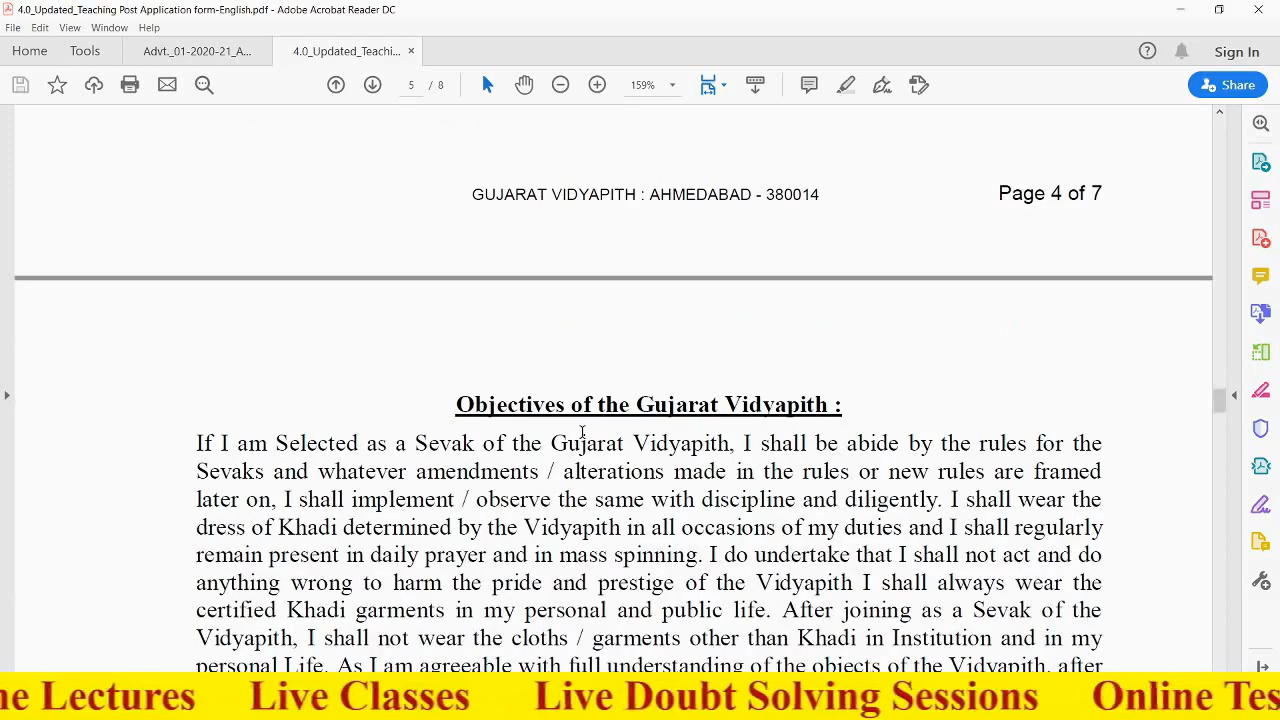 4.0_Updated_Teaching Post Application form-English.pdf - Adobe Acrobat Reader DC
File Edit View Window Help
Home Tools Advt._01-2020-21_A... 4.0_Updated_Teachi... ×
Sign In
5 / 8 159% Share
GUJARAT VIDYAPITH : AHMEDABAD - 380014 Page 4 of 7
Objectives of the Gujarat Vidyapith :
If I am Selected as a Sevak of the Gujarat Vidyapith, I shall be abide by the rules for the
Sevaks and whatever amendments / alterations made in the rules or new rules are framed
later on, I shall implement / observe the same with discipline and diligently. I shall wear the
dress of Khadi determined by the Vidyapith in all occasions of my duties and I shall regularly
remain present in daily prayer and in mass spinning. I do undertake that I shall not act and do
anything wrong to harm the pride and prestige of the Vidyapith I shall always wear the
certified Khadi garments in my personal and public life. After joining as a Sevak of the
Vidyapith, I shall not wear the cloths / garments other than Khadi in Institution and in my
personal Life. As I am agreeable with full understanding of the objects of the Vidyapith, after
ne Lectures Live Classes Live Doubt Solving Sessions Online Tes